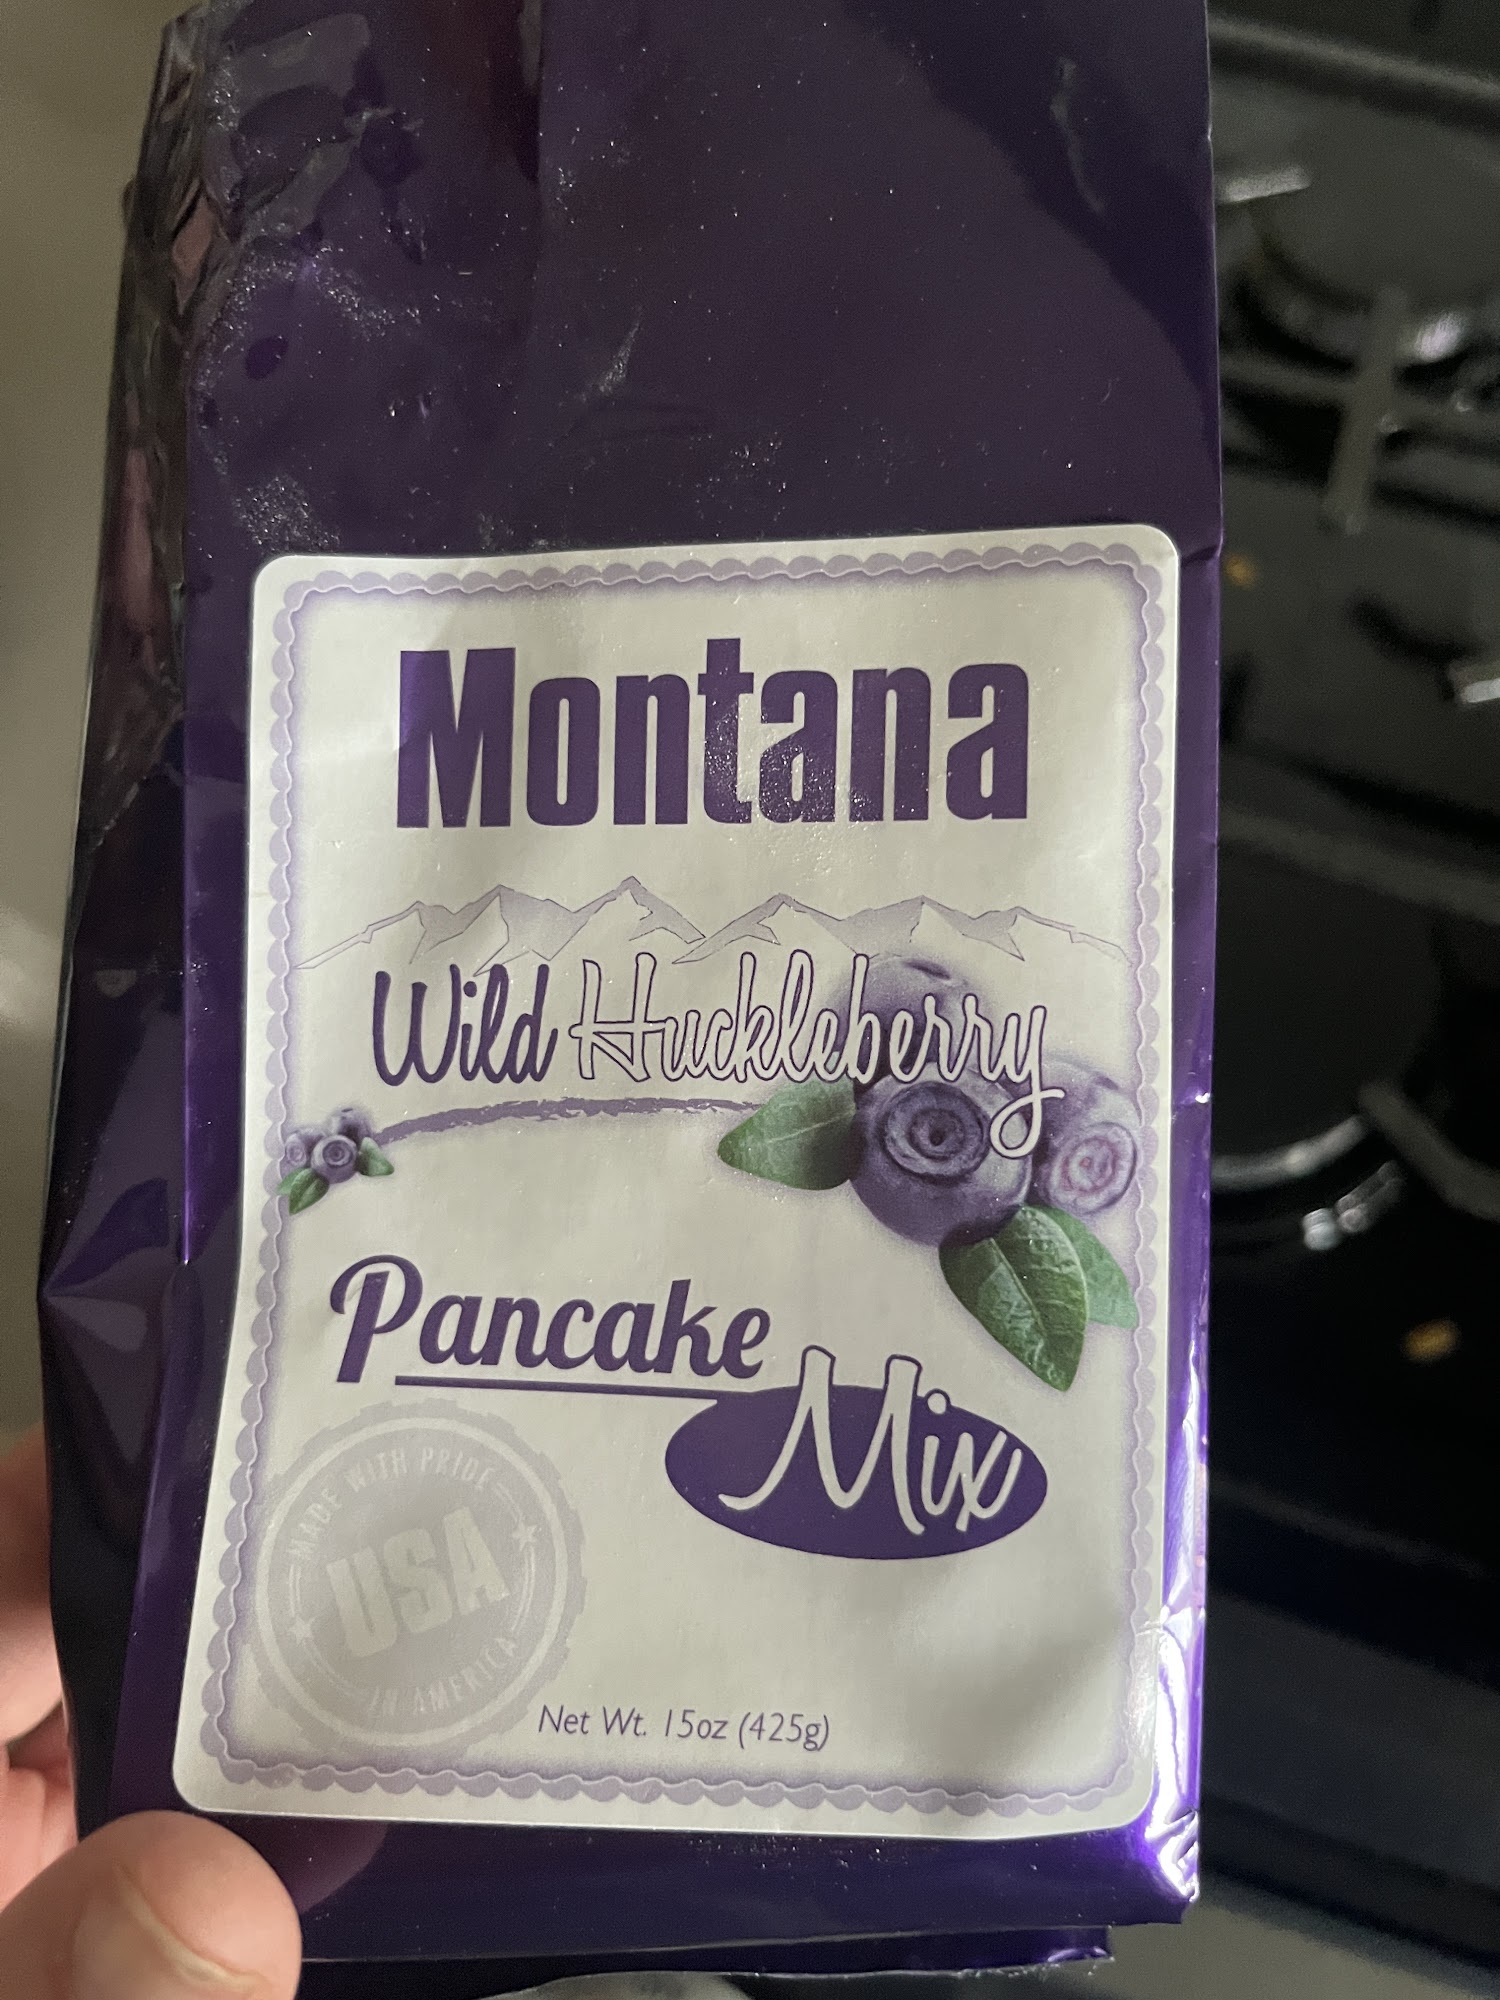 Montana
Wild Huckleberry
Pancake
Mix
MADE WITH PRIDE
USA
IN AMERICA
Net Wt. 15oz (425g)